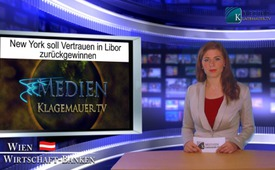 New York soll Vertrauen in Libor
zurückgewinnen
MEDIEN
KLAGEMAUER.TV
WIEN
WIRTSCHAFT/BANKEN